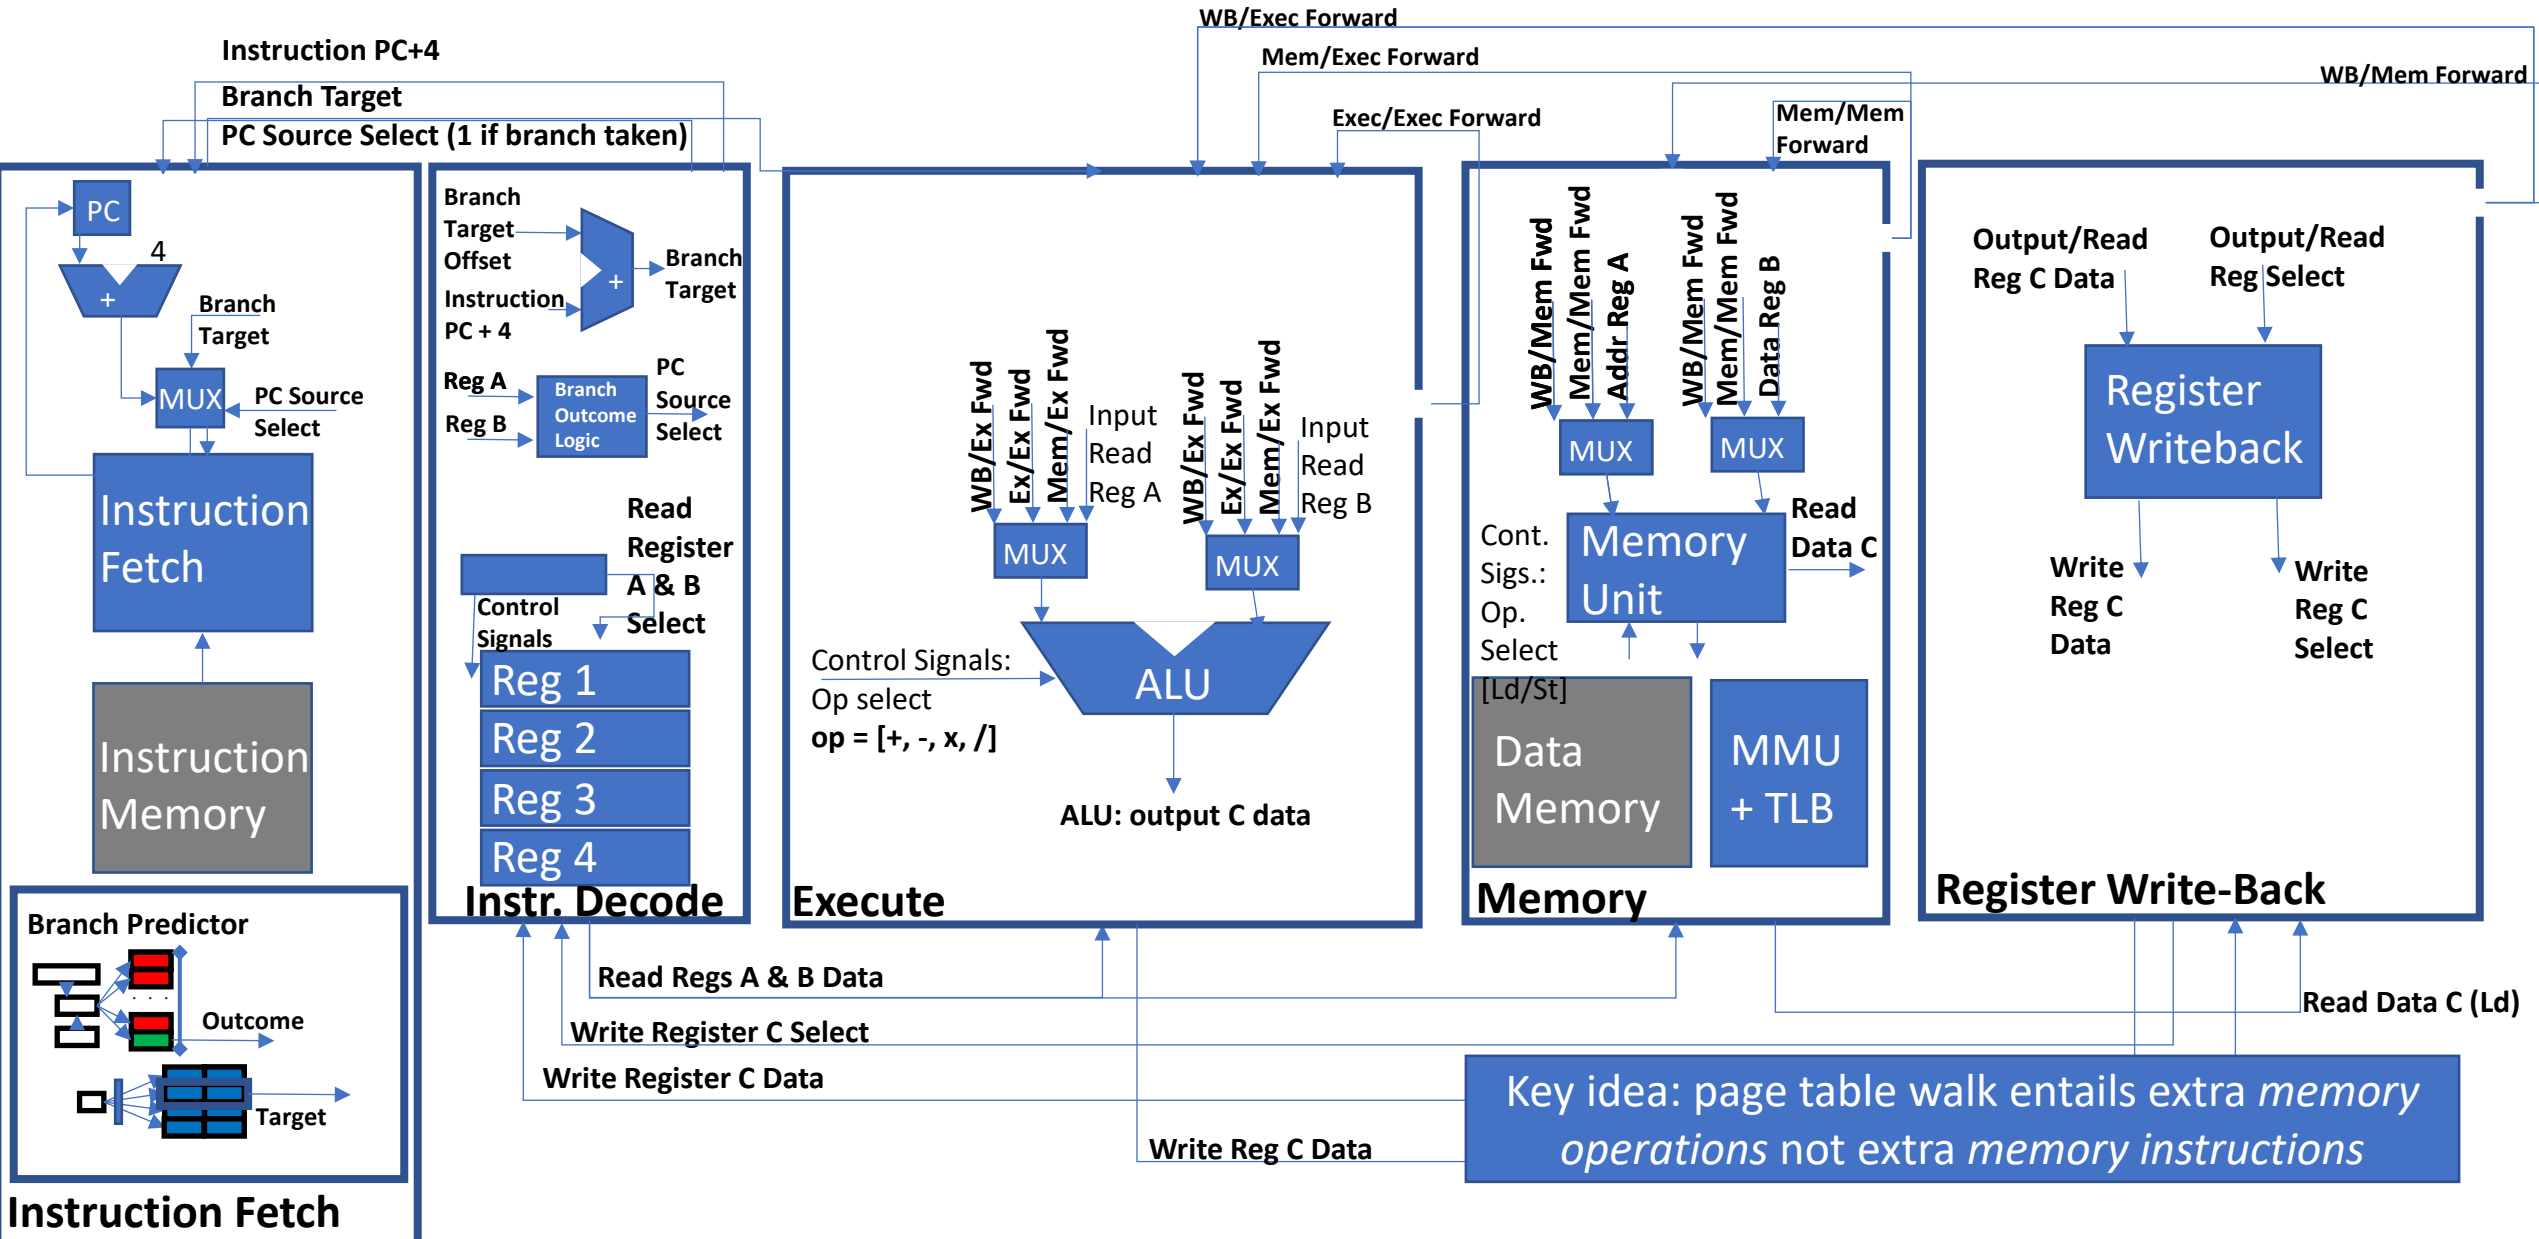 WB/Exec Forward
Instruction PC+4
Mem/Exec Forward
WB/Mem Forward
Branch Target
Exec/Exec Forward
Mem/Mem
Forward
PC Source Select (1 if branch taken)
PC
4
+
Branch
Target
MUX
PC Source
Select
Instruction
Fetch
Instruction
Memory
Branch Predictor
. . .
Outcome
Target
Instruction Fetch
Branch
Target
Offset
+
Branch
Target
Instruction
PC + 4
Reg A
Reg B
Branch
Outcome
Logic
PC
Source
Select
Read
Register
A & B
Select
Control
Signals
Reg 1
Reg 2
Reg 3
Reg 4
Instr. Decode
WB/Ex Fwd
Ex/Ex Fwd
Mem/Ex Fwd
Input
Read
Reg A
WB/Ex Fwd
Ex/Ex Fwd
Mem/Ex Fwd
Input
Read
Reg B
MUX
MUX
Control Signals:
Op select
op = [+, -, x, /]
ALU
ALU: output C data
Execute
WB/Mem Fwd
Mem/Mem Fwd
Addr Reg A
WB/Mem Fwd
Mem/Mem Fwd
Data Reg B
MUX
MUX
Cont.
Sigs.:
Op.
Select
[Ld/St]
Memory
Unit
Read
Data C
Data
Memory
MMU
+ TLB
Memory
Output/Read
Reg C Data
Output/Read
Reg Select
Register
Writeback
Write
Reg C
Data
Write
Reg C
Select
Register Write-Back
Read Regs A & B Data
Read Data C (Ld)
Write Register C Select
Write Register C Data
Write Reg C Data
Key idea: page table walk entails extra memory
operations not extra memory instructions